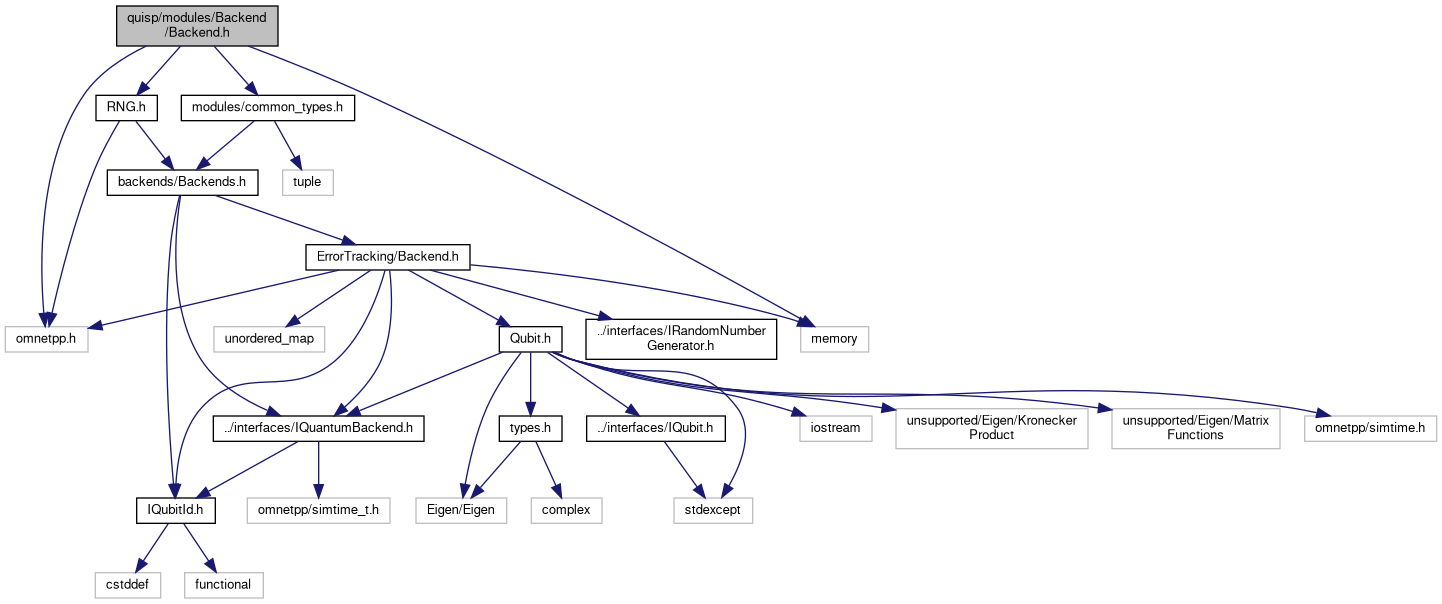 quisp/modules/Backend
/Backend.h
RNG.h
modules/common_types.h
backends/Backends.h
tuple
ErrorTracking/Backend.h
omnetpp.h
unordered_map
Qubit.h
../interfaces/IRandomNumber
Generator.h
memory
../interfaces/IQuantumBackend.h
types.h
../interfaces/IQubit.h
iostream
unsupported/Eigen/Kronecker
Product
unsupported/Eigen/Matrix
Functions
omnetpp/simtime.h
IQubitId.h
omnetpp/simtime_t.h
Eigen/Eigen
complex
stdexcept
cstddef
functional